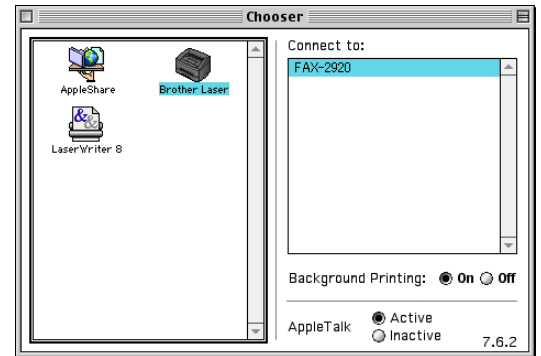 Chooser
AppleShare
Brother Laser
LaserWriter 8
Connect to:
FAX-2920
Background Printing: On Off
AppleTalk Active
Inactive
7.6.2